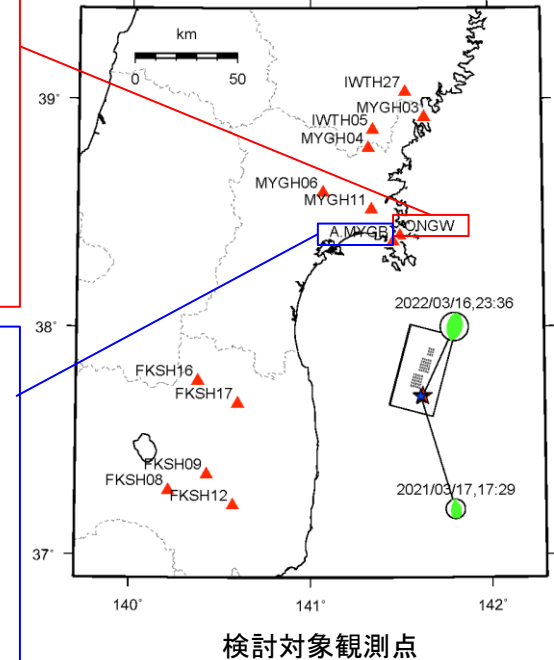 km
0
50
39°
IWTH27
MYGH03
IWTH05
MYGH04
MYGH06
MYGH11
ONGW
A.MYGB1
38°
2022/03/16,23:36
FKSH16
FKSH17
FKSH09
FKSH08
FKSH12
2021/03/17,17:29
37°
140°
141°
142°
検討対象観測点